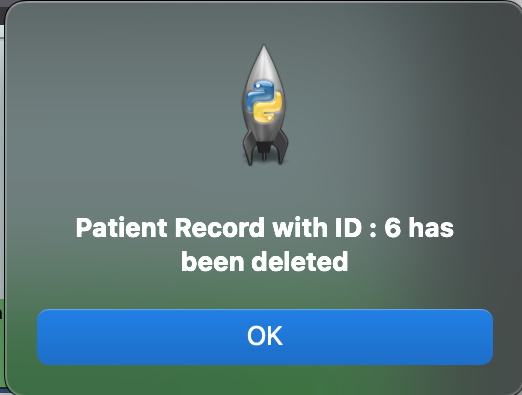 Patient Record with ID : 6 has
been deleted
OK